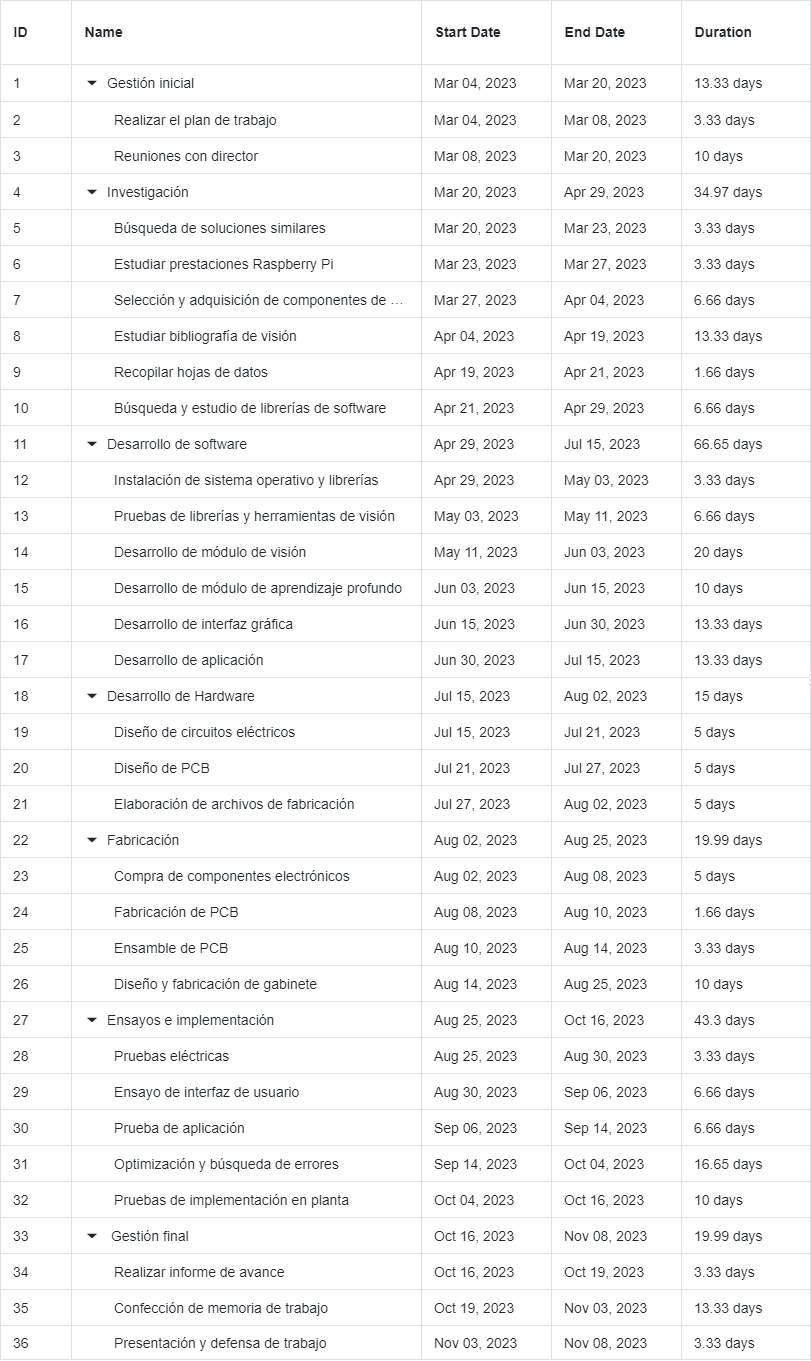 ID Name Start Date End Date Duration
1 Gestión inicial Mar 04, 2023 Mar 20, 2023 13.33 days
2 Realizar el plan de trabajo Mar 04, 2023 Mar 08, 2023 3.33 days
3 Reuniones con director Mar 08, 2023 Mar 20, 2023 10 days
4 Investigación Mar 20, 2023 Apr 29, 2023 34.97 days
5 Búsqueda de soluciones similares Mar 20, 2023 Mar 23, 2023 3.33 days
6 Estudiar prestaciones Raspberry Pi Mar 23, 2023 Mar 27, 2023 3.33 days
7 Selección y adquisición de componentes de ... Mar 27, 2023 Apr 04, 2023 6.66 days
8 Estudiar bibliografía de visión Apr 04, 2023 Apr 19, 2023 13.33 days
9 Recopilar hojas de datos Apr 19, 2023 Apr 21, 2023 1.66 days
10 Búsqueda y estudio de librerías de software Apr 21, 2023 Apr 29, 2023 6.66 days
11 Desarrollo de software Apr 29, 2023 Jul 15, 2023 66.65 days
12 Instalación de sistema operativo y librerías Apr 29, 2023 May 03, 2023 3.33 days
13 Pruebas de librerías y herramientas de visión May 03, 2023 May 11, 2023 6.66 days
14 Desarrollo de módulo de visión May 11, 2023 Jun 03, 2023 20 days
15 Desarrollo de módulo de aprendizaje profundo Jun 03, 2023 Jun 15, 2023 10 days
16 Desarrollo de interfaz gráfica Jun 15, 2023 Jun 30, 2023 13.33 days
17 Desarrollo de aplicación Jun 30, 2023 Jul 15, 2023 13.33 days
18 Desarrollo de Hardware Jul 15, 2023 Aug 02, 2023 15 days
19 Diseño de circuitos eléctricos Jul 15, 2023 Jul 21, 2023 5 days
20 Diseño de PCB Jul 21, 2023 Jul 27, 2023 5 days
21 Elaboración de archivos de fabricación Jul 27, 2023 Aug 02, 2023 5 days
22 Fabricación Aug 02, 2023 Aug 25, 2023 19.99 days
23 Compra de componentes electrónicos Aug 02, 2023 Aug 08, 2023 5 days
24 Fabricación de PCB Aug 08, 2023 Aug 10, 2023 1.66 days
25 Ensamble de PCB Aug 10, 2023 Aug 14, 2023 3.33 days
26 Diseño y fabricación de gabinete Aug 14, 2023 Aug 25, 2023 10 days
27 Ensayos e implementación Aug 25, 2023 Oct 16, 2023 43.3 days
28 Pruebas eléctricas Aug 25, 2023 Aug 30, 2023 3.33 days
29 Ensayo de interfaz de usuario Aug 30, 2023 Sep 06, 2023 6.66 days
30 Prueba de aplicación Sep 06, 2023 Sep 14, 2023 6.66 days
31 Optimización y búsqueda de errores Sep 14, 2023 Oct 04, 2023 16.65 days
32 Pruebas de implementación en planta Oct 04, 2023 Oct 16, 2023 10 days
33 Gestión final Oct 16, 2023 Nov 08, 2023 19.99 days
34 Realizar informe de avance Oct 16, 2023 Oct 19, 2023 3.33 days
35 Confección de memoria de trabajo Oct 19, 2023 Nov 03, 2023 13.33 days
36 Presentación y defensa de trabajo Nov 03, 2023 Nov 08, 2023 3.33 days